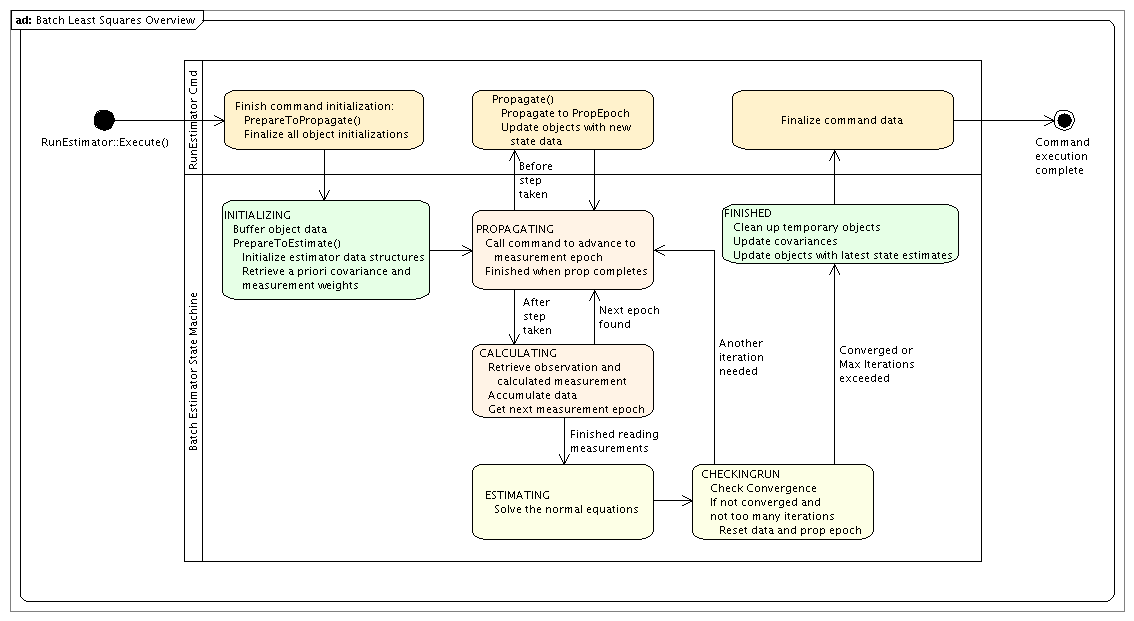 ad: Batch Least Squares Overview
RunEstimator::Execute()
RunEstimator Cmd
Finish command initialization:
PrepareToPropagate()
Finalize all object initializations
Propagate()
Propagate to PropEpoch
Update objects with new
state data
Finalize command data
Command
execution
complete
Before
step
taken
Batch Estimator State Machine
INITIALIZING
Buffer object data
PrepareToEstimate()
Initialize estimator data structures
Retrieve a priori covariance and
measurement weights
PROPAGATING
Call command to advance to
measurement epoch
Finished when prop completes
FINISHED
Clean up temporary objects
Update covariances
Update objects with latest state estimates
After
step
taken
Next epoch
found
CALCULATING
Retrieve observation and
calculated measurement
Accumulate data
Get next measurement epoch
Another
iteration
needed
Converged or
Max Iterations
exceeded
Finished reading
measurements
ESTIMATING
Solve the normal equations
CHECKINGRUN
Check Convergence
If not converged and
not too many iterations
Reset data and prop epoch